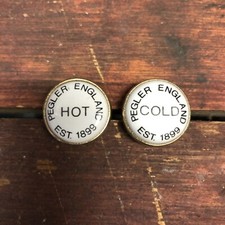 PEGLER ENGLAND
HOT
EST. 1899
PEGLER ENGLAND
COLD
EST. 1899